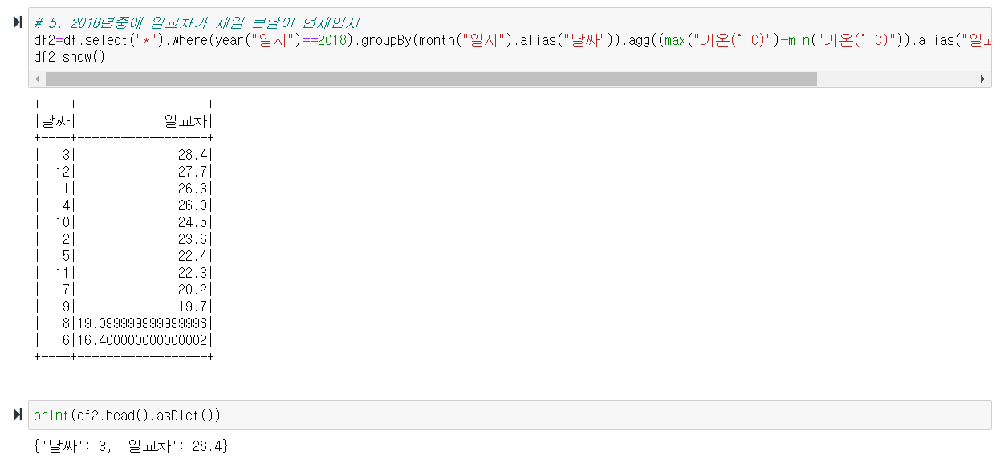 # 5. 2018년중에 일교차가 제일 큰달이 언제인지
df2=df.select("*").where(year("일시")==2018).groupBy(month("일시").alias("날짜")).agg((max("기온(°C)")-min("기온(°C)")).alias("일교
df2.show()
+----+------------------+
|날짜|            일교차|
+----+------------------+
|   3|              28.4|
|  12|              27.7|
|   1|              26.3|
|   4|              26.0|
|  10|              24.5|
|   2|              23.6|
|   5|              22.4|
|  11|              22.3|
|   7|              20.2|
|   9|              19.7|
|   8|19.099999999999998|
|   6|16.400000000000002|
+----+------------------+
print(df2.head().asDict())
{'날짜': 3, '일교차': 28.4}